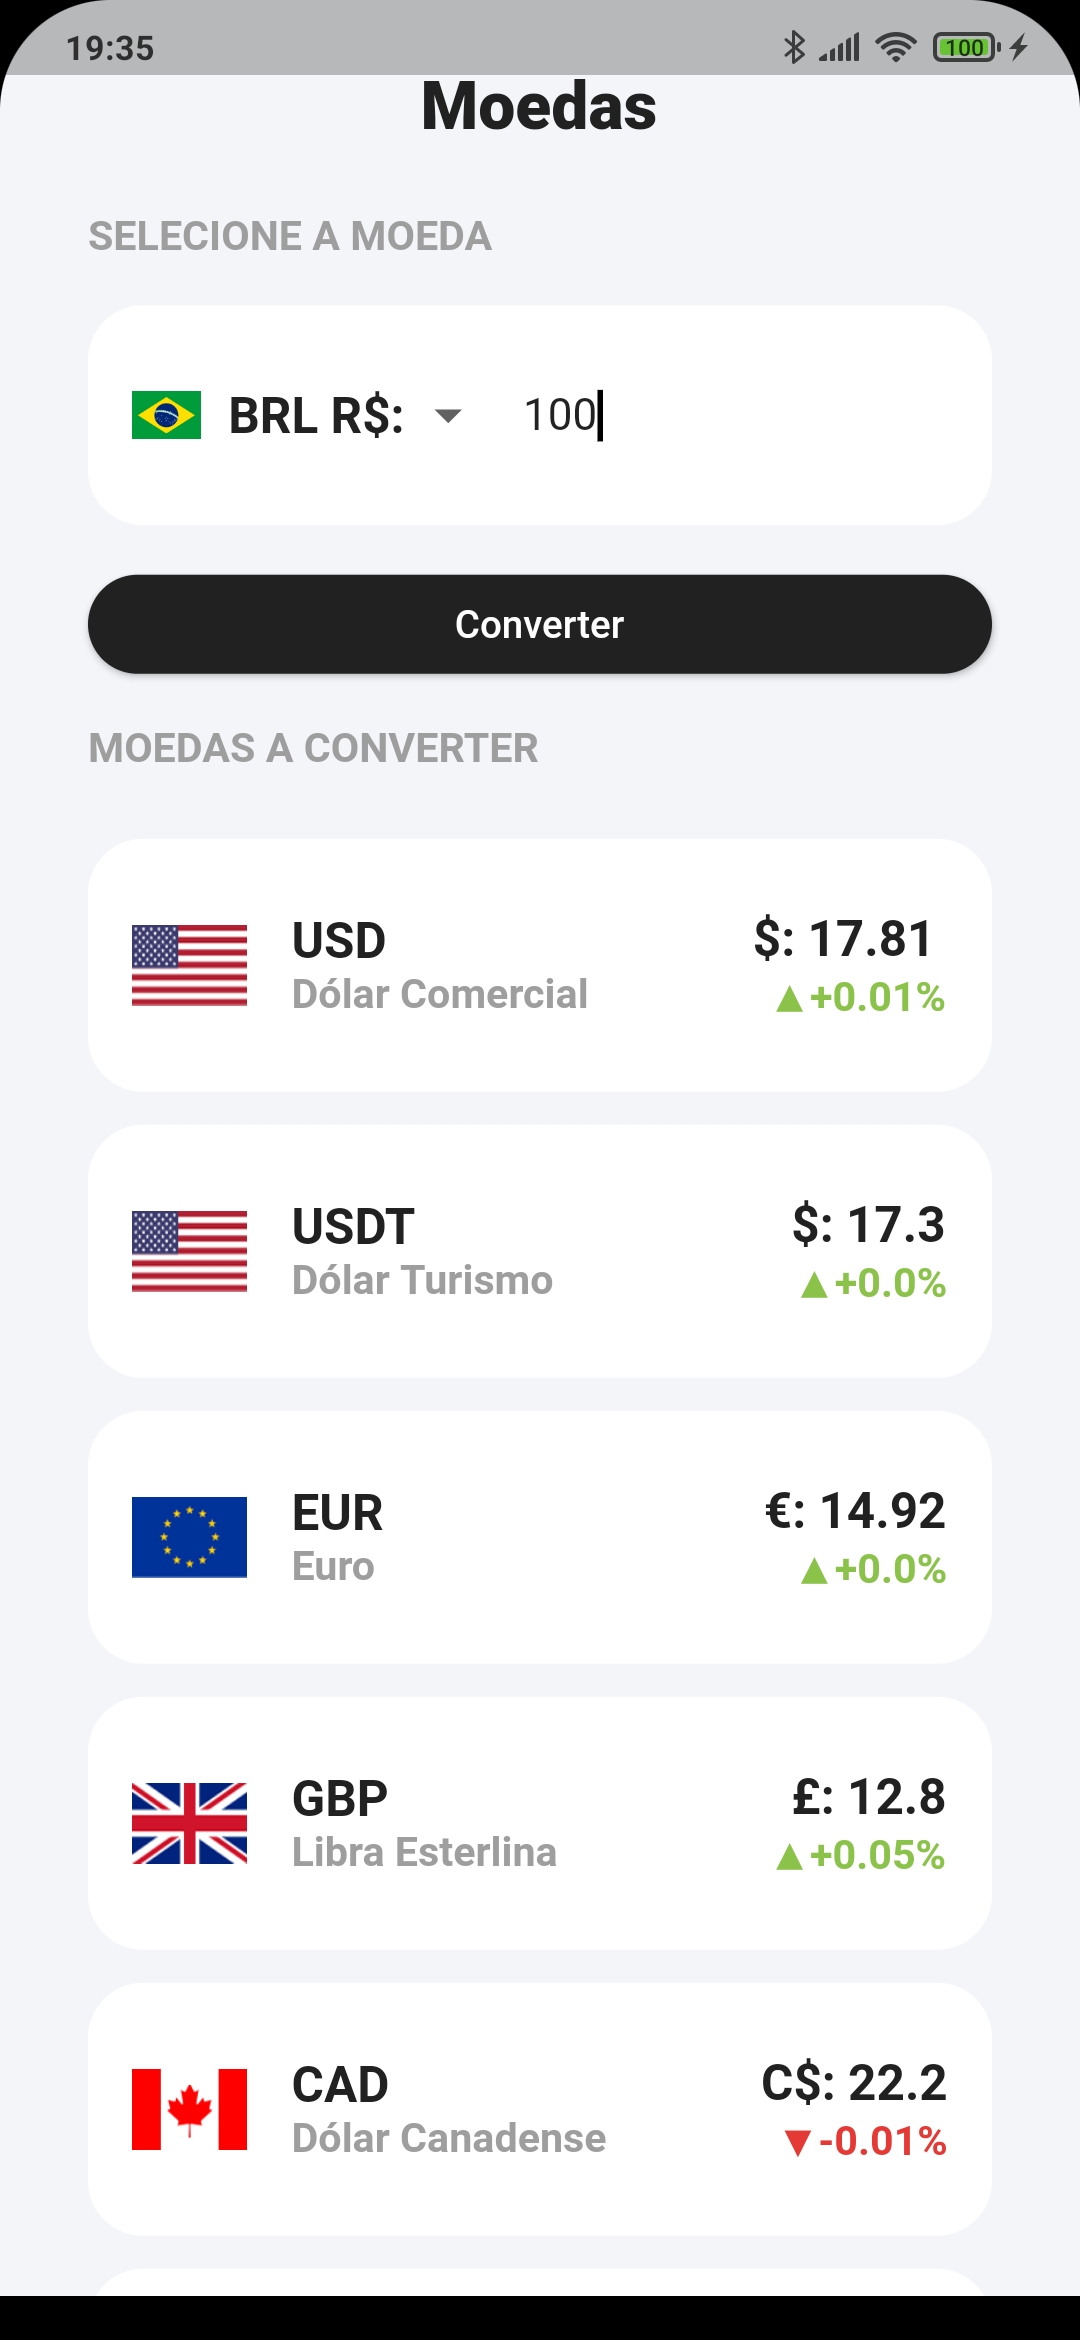 19:35
100
Moedas
SELECIONE A MOEDA
BRL R$:
100
Converter
MOEDAS A CONVERTER
USD
$: 17.81
Dólar Comercial
▲+0.01%
USDT
$: 17.3
Dólar Turismo
▲+0.0%
EUR
€: 14.92
Euro
▲+0.0%
GBP
£: 12.8
Libra Esterlina
▲+0.05%
CAD
C$: 22.2
Dólar Canadense
▼-0.01%